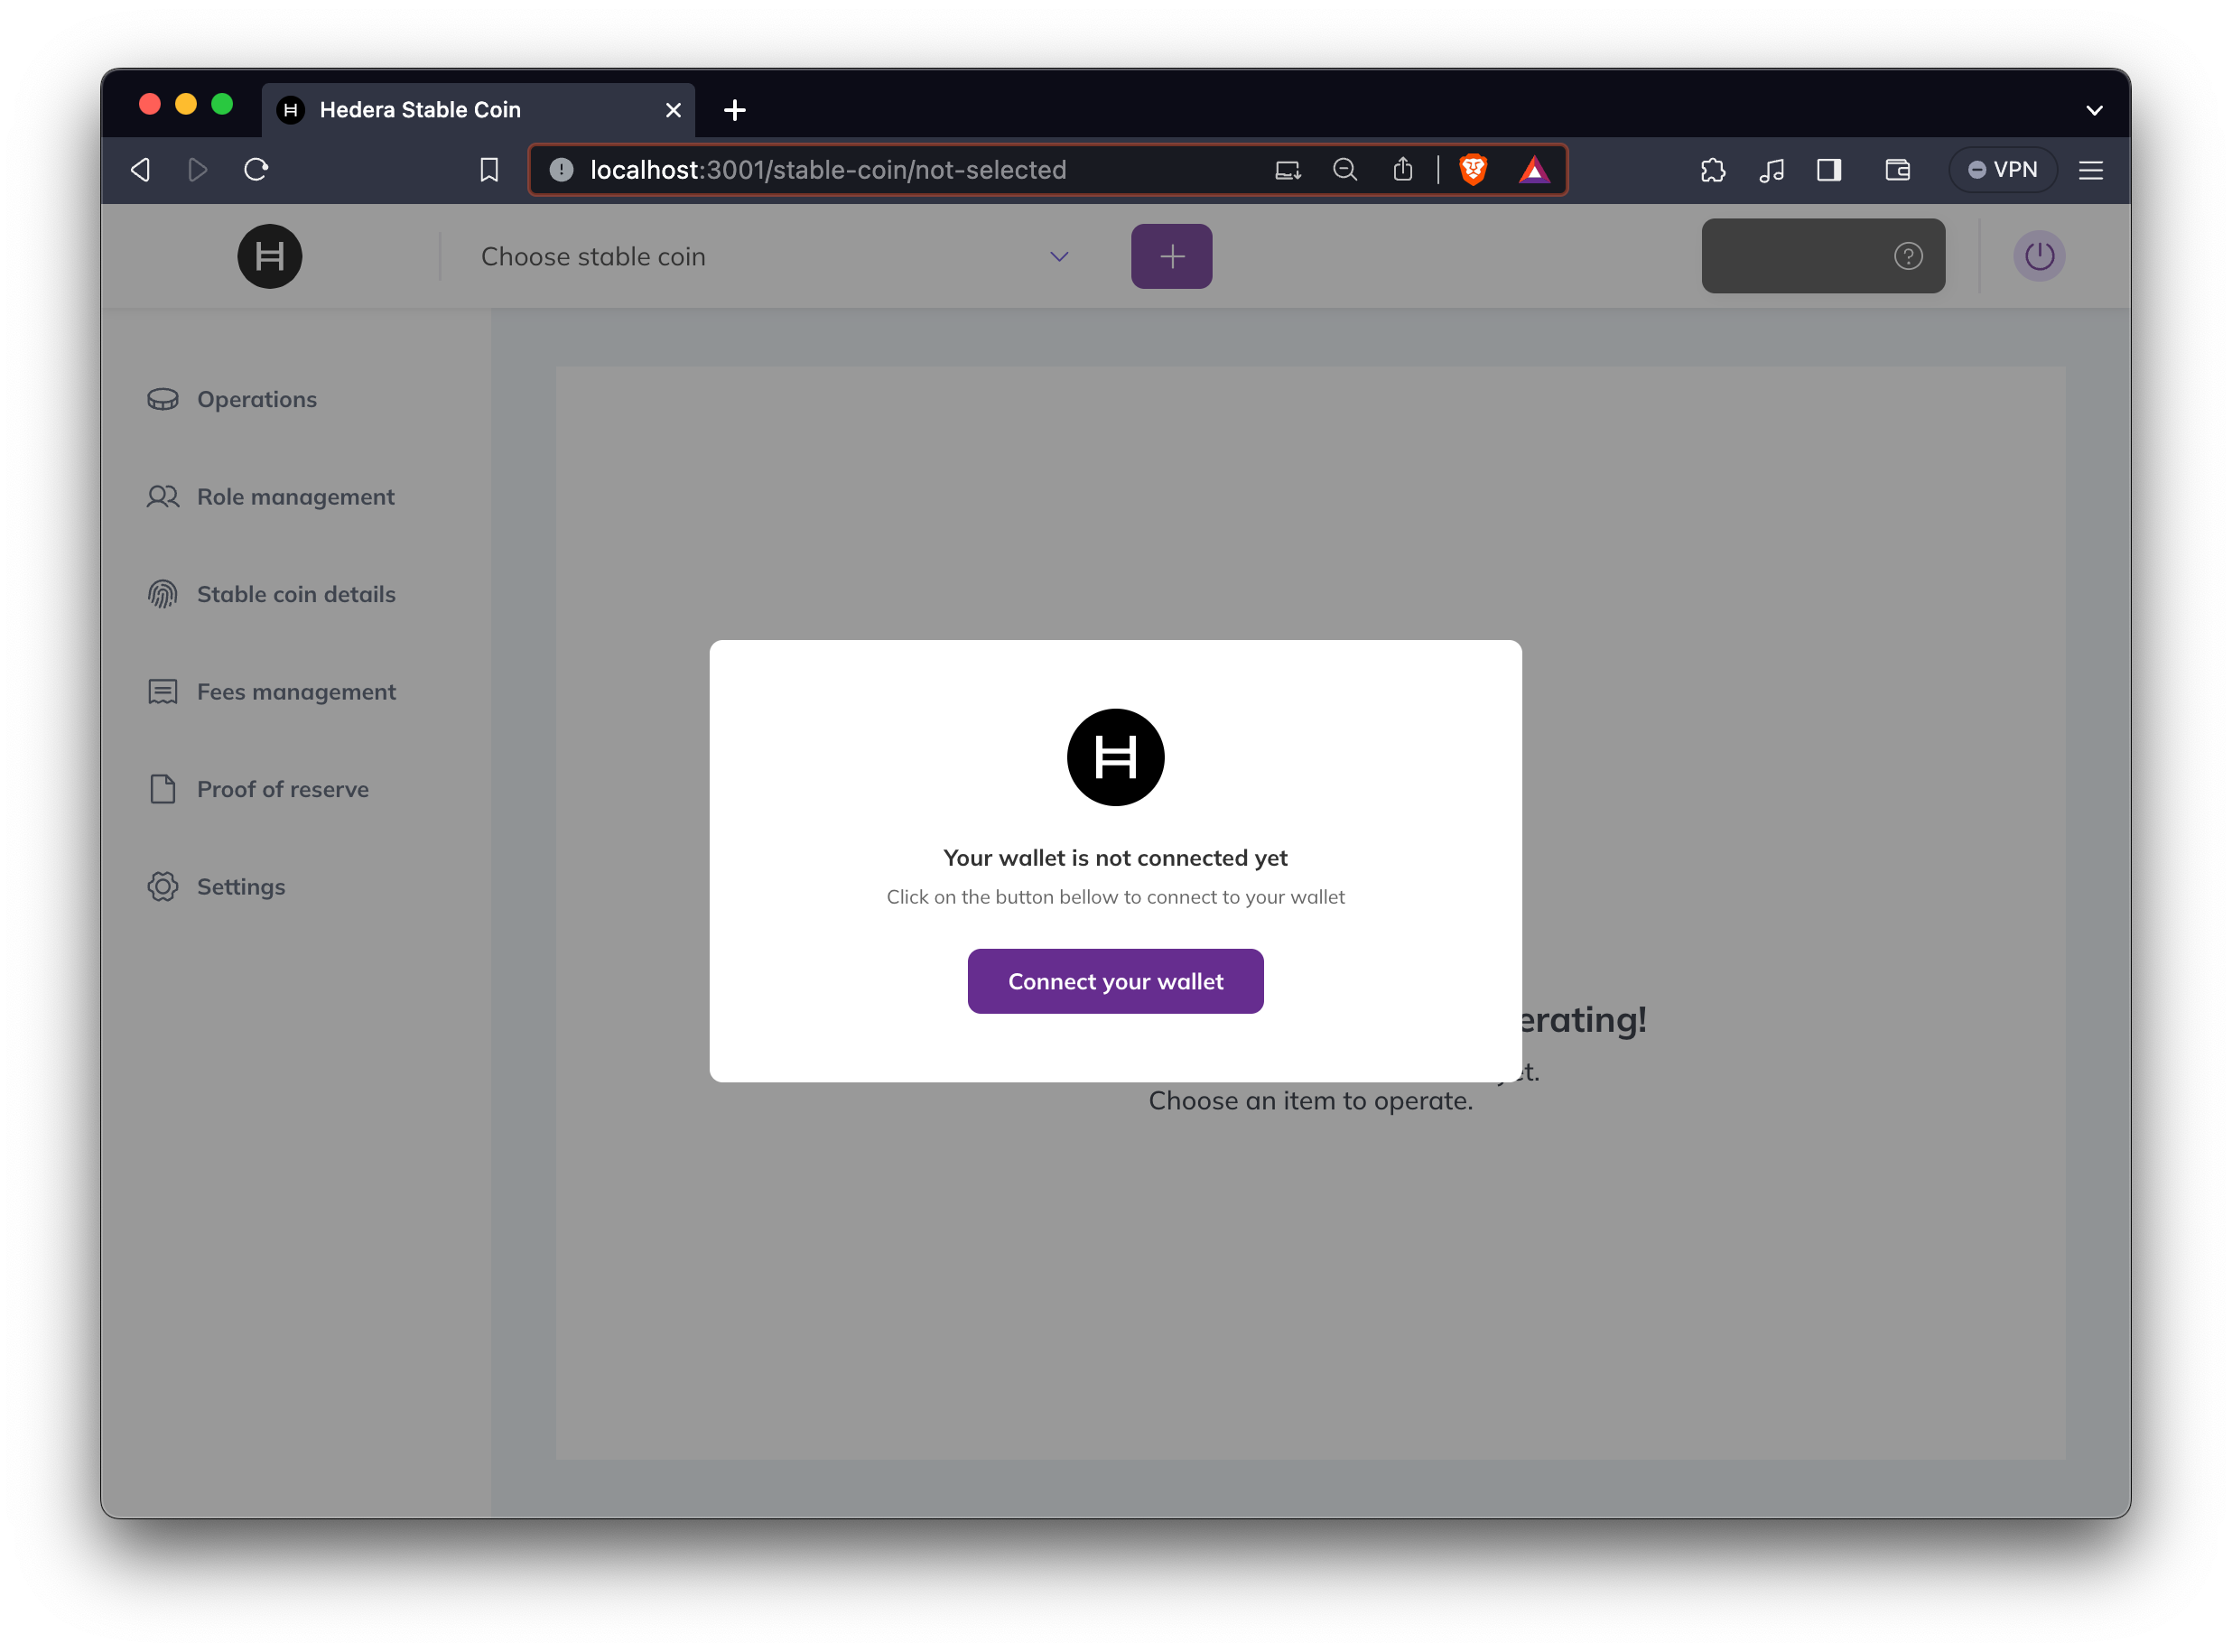 Hedera Stable Coin
localhost:3001/stable-coin/not-selected
VPN
Choose stable coin
Operations
Role management
Stable coin details
Fees management
Proof of reserve
Settings
Your wallet is not connected yet
Click on the button bellow to connect to your wallet
Connect your wallet
Choose an item to operate.